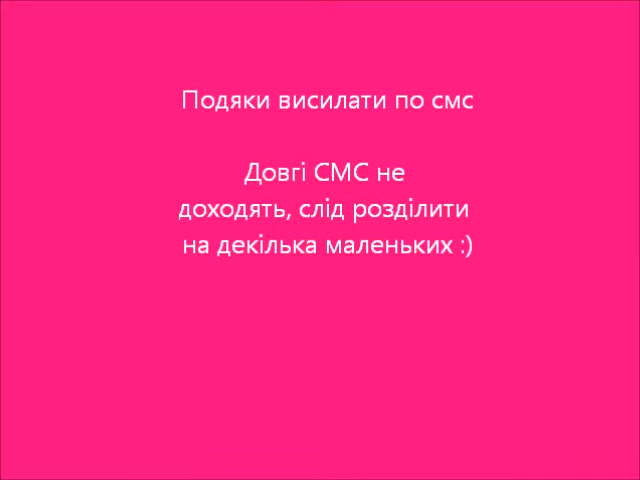 Подяки висилати по смс
Довгі СМС не
доходять, слід розділити
на декілька маленьких :)